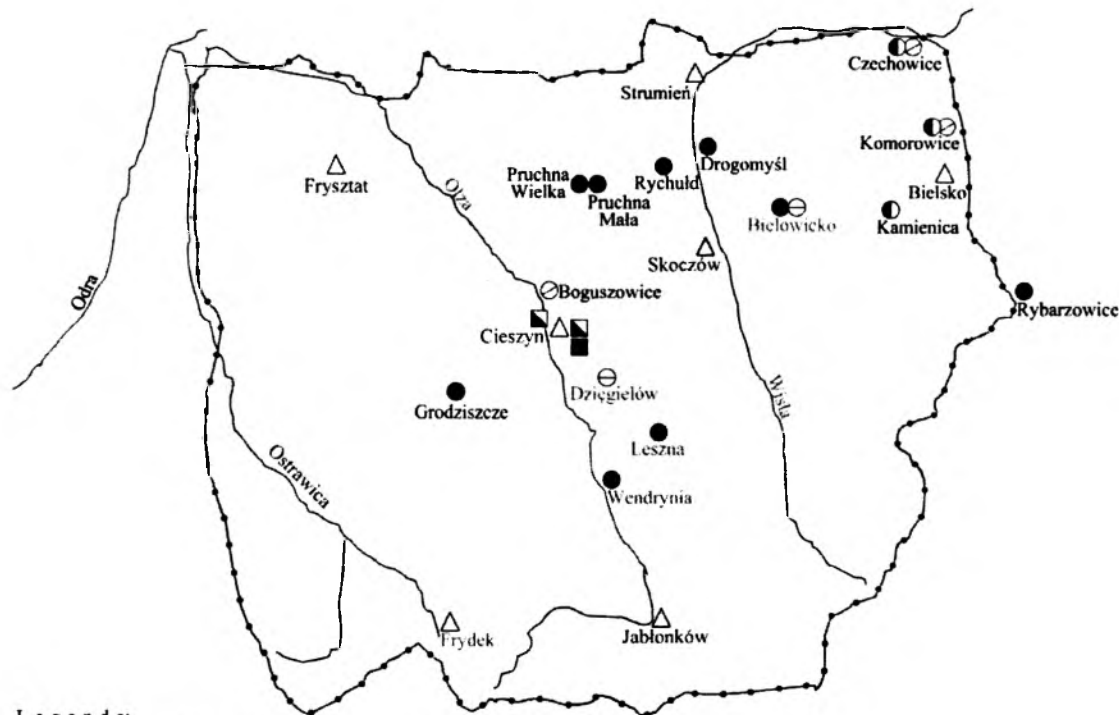 Czechowice
Strumień
Komorowice
Drogomyśl
Frysztat
Pruchna
Wielka
Rychułd
Bielsko
Olza
Pruchna
Mała
Bielowicko
Kamienica
Skoczów
Odra
Boguszowice
Rybarzowice
Cieszyn
Dzięgielów
Wisła
Grodziszcze
Leszna
Ostrawica
Wendrynia
Frydek
Jabłonków